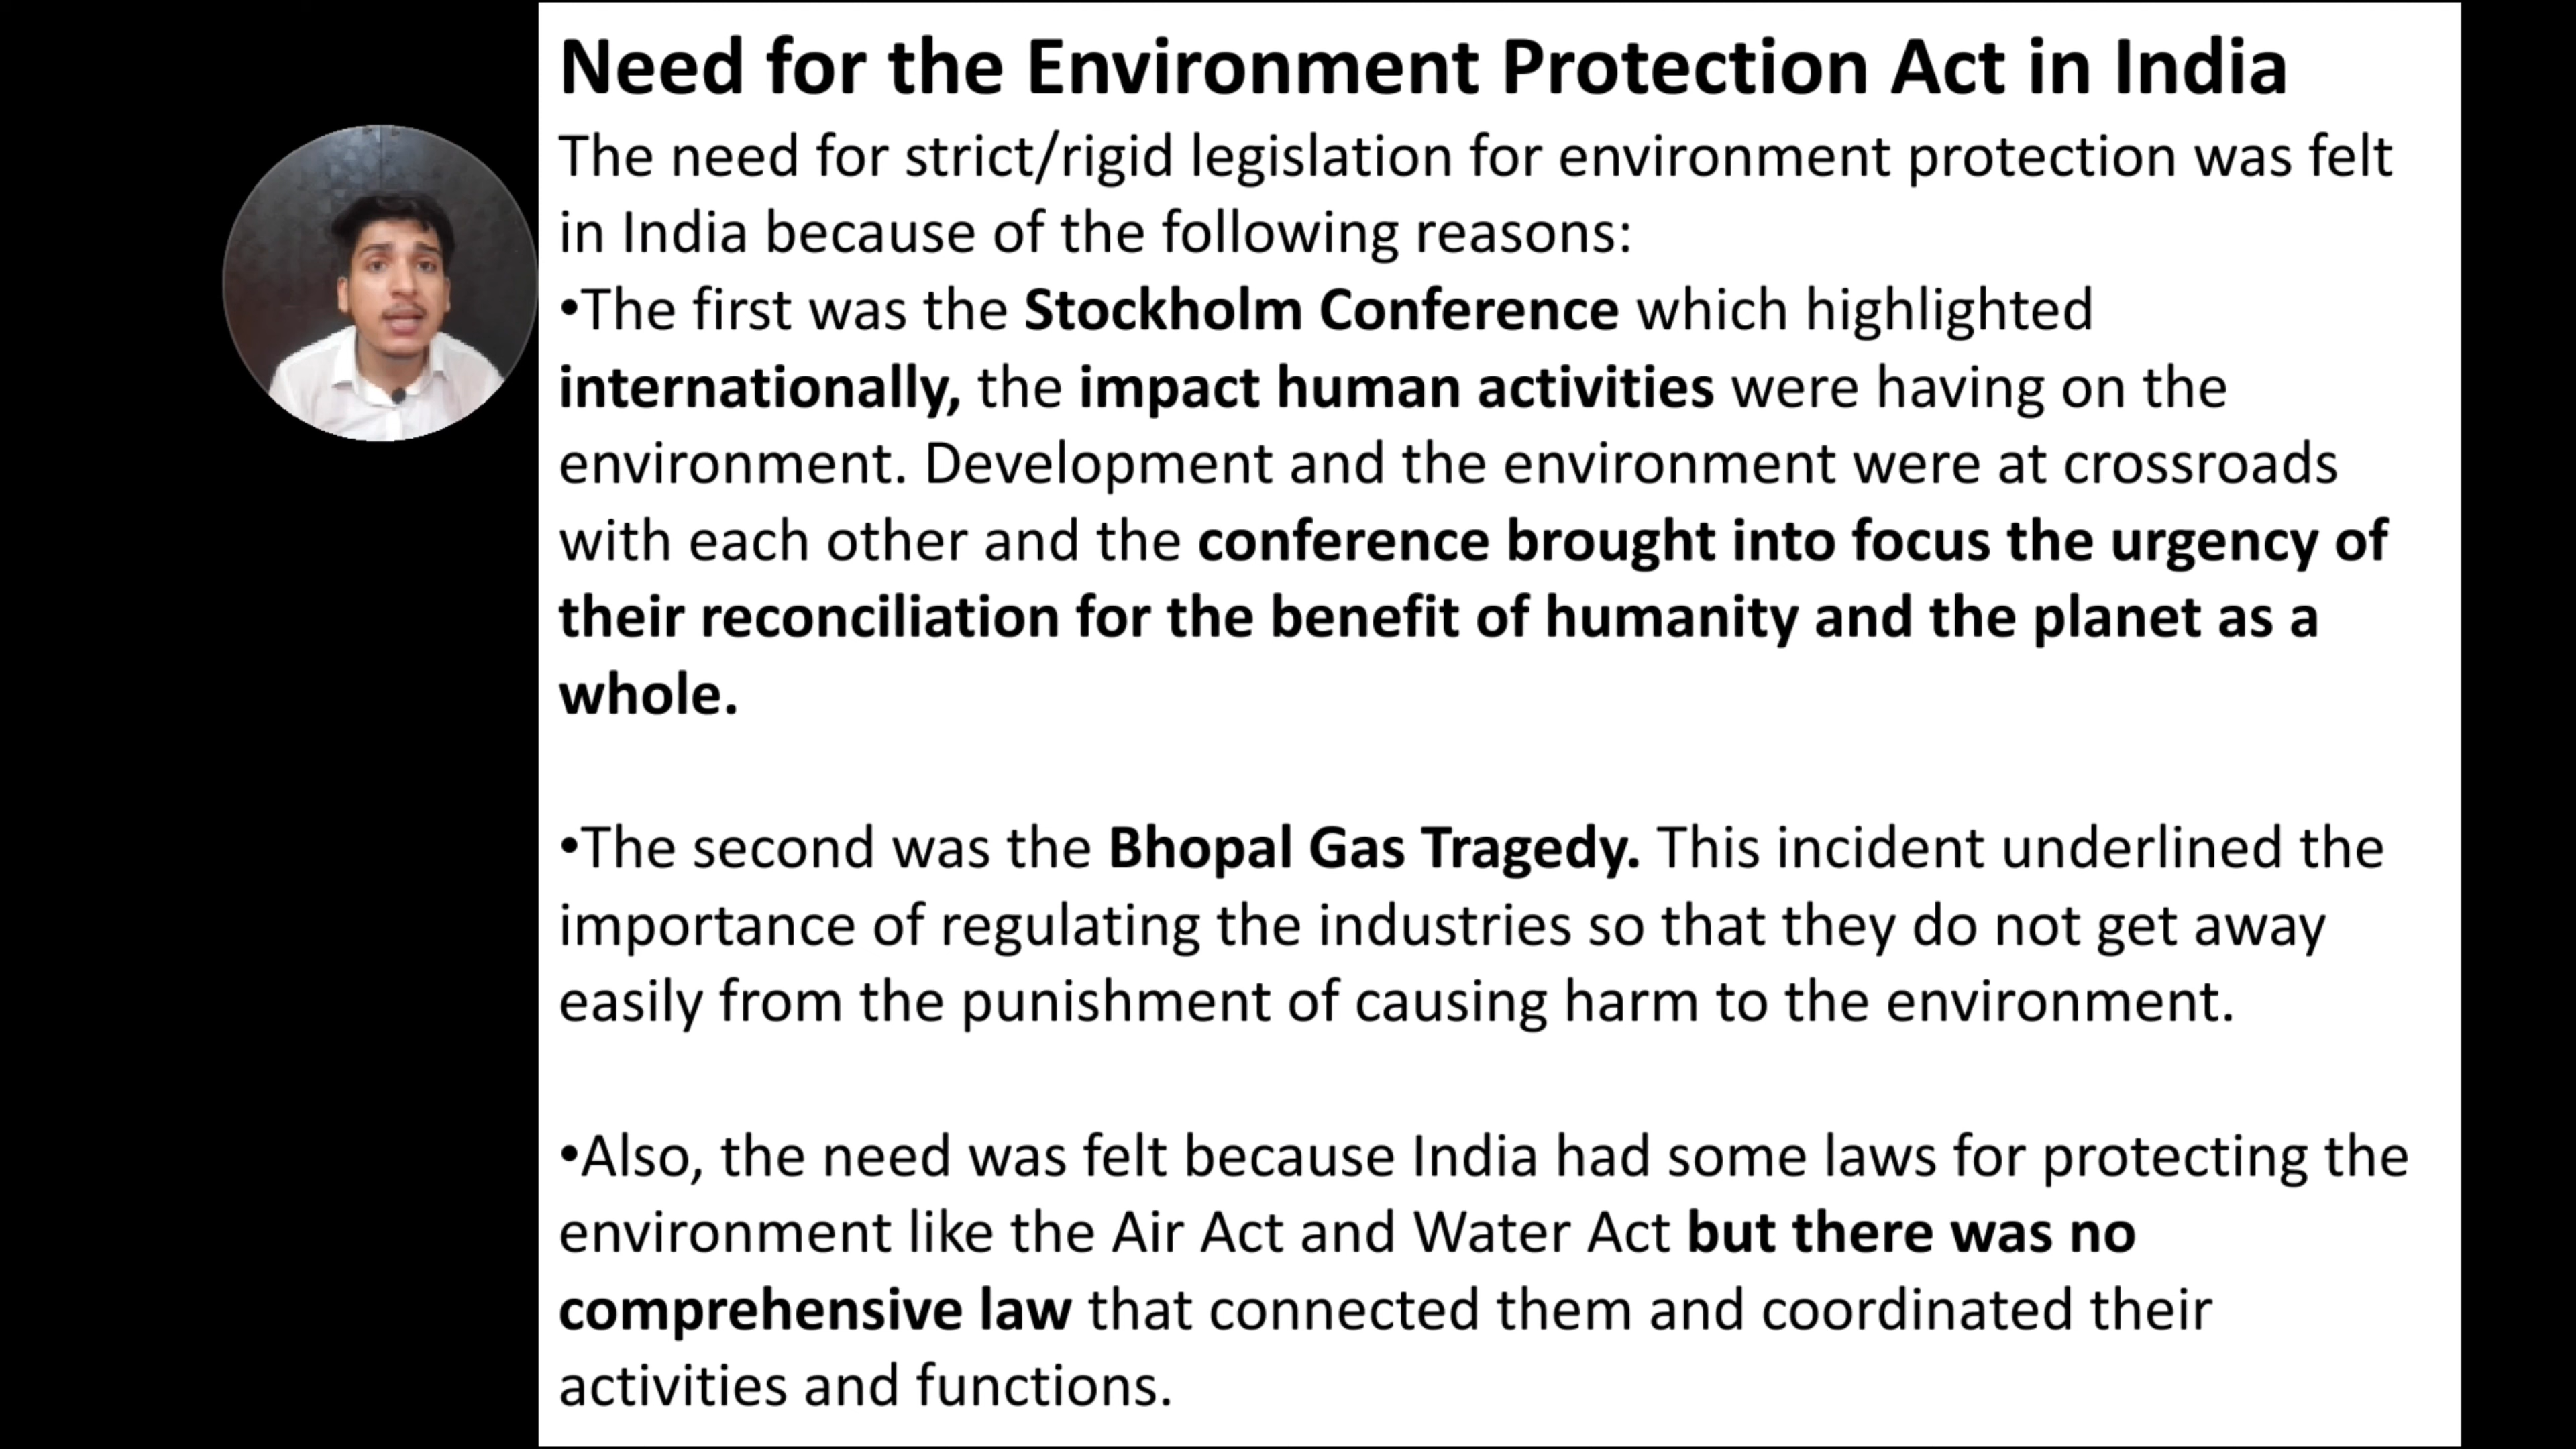 Need for the Environment Protection Act in India
The need for strict/rigid legislation for environment protection was felt
in India because of the following reasons:
•The first was the Stockholm Conference which highlighted
internationally, the impact human activities were having on the
environment. Development and the environment were at crossroads
with each other and the conference brought into focus the urgency of
their reconciliation for the benefit of humanity and the planet as a
whole.
•The second was the Bhopal Gas Tragedy. This incident underlined the
importance of regulating the industries so that they do not get away
easily from the punishment of causing harm to the environment.
•Also, the need was felt because India had some laws for protecting the
environment like the Air Act and Water Act but there was no
comprehensive law that connected them and coordinated their
activities and functions.